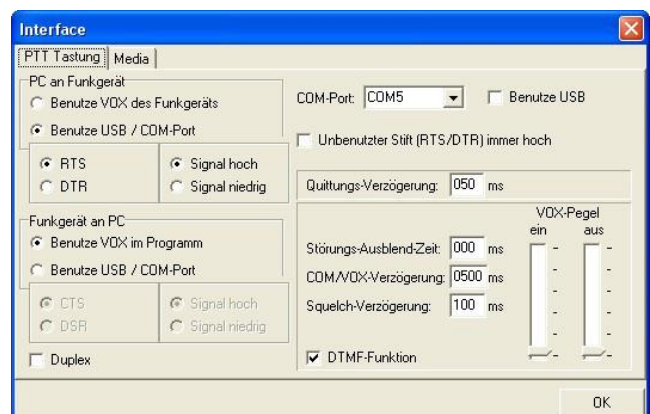 Interface
PTT Tastung
Media
PC an Funkgerät
Benutze VOX des Funkgeräts
Benutze USB / COM-Port
RTS
DTR
Signal hoch
Signal niedrig
Funkgerät an PC
Benutze VOX im Programm
Benutze USB / COM-Port
CTS
DSR
Signal hoch
Signal niedrig
Duplex
COM-Port: COM5
Benutze USB
Unbenutzter Stift (RTS/DTR) immer hoch
Quittungs-Verzögerung: 050 ms
VOX-Pegel
ein aus
Störungs-Ausblend-Zeit: 000 ms
COM/VOX-Verzögerung: 0500 ms
Squelch-Verzögerung: 100 ms
DTMF-Funktion
OK